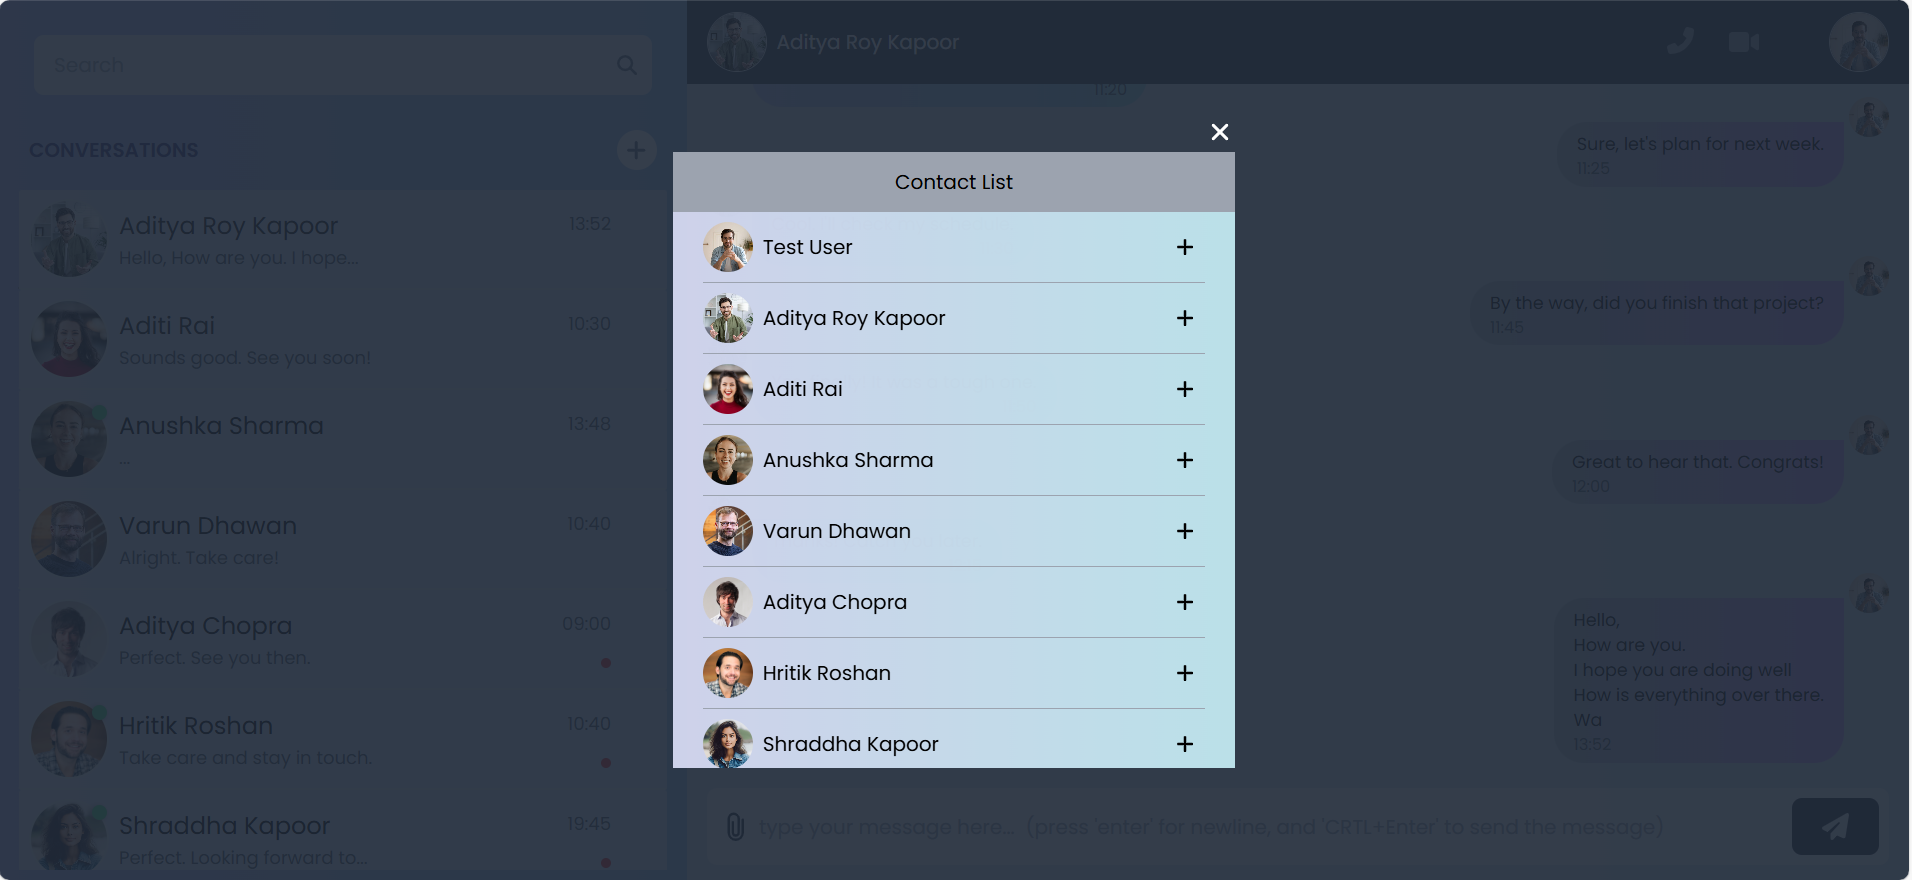 Search
CONVERSATIONS
Aditya Roy Kapoor
13:52
Hello, How are you. I hope...
Aditi Rai
10:30
Sounds good. See you soon!
Anushka Sharma
13:48
...
Varun Dhawan
10:40
Alright. Take care!
Aditya Chopra
09:00
Perfect. See you then.
Hritik Roshan
10:40
Take care and stay in touch.
Shraddha Kapoor
19:45
Perfect. Looking forward to...
Aditya Roy Kapoor
11:20
Sure, let's plan for next week.
11:25
By the way, did you finish that project?
11:45
Great to hear that. Congrats!
12:00
Hello,
How are you.
I hope you are doing well
How is everything over there.
Wa
13:52
type your message here... (press 'enter' for newline, and 'CRTL+Enter' to send the message)
Contact List
Test User
Aditya Roy Kapoor
Aditi Rai
Anushka Sharma
Varun Dhawan
Aditya Chopra
Hritik Roshan
Shraddha Kapoor